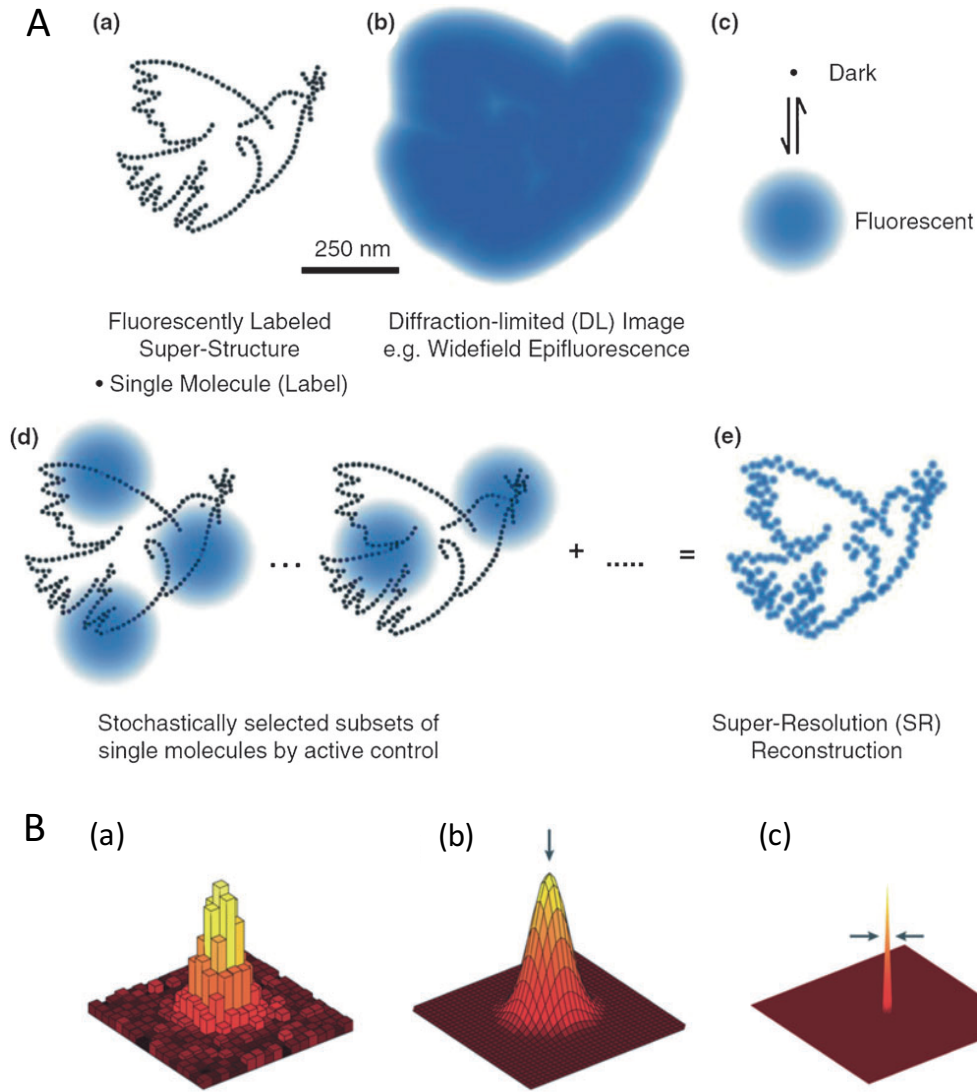 A
(a)
(b)
(c)
Dark
Fluorescent
250 nm
Fluorescently Labeled
Super-Structure
• Single Molecule (Label)
Diffraction-limited (DL) Image
e.g. Widefield Epifluorescence
(d)
(e)
... + ..... =
Stochastically selected subsets of
single molecules by active control
Super-Resolution (SR)
Reconstruction
B
(a)
(b)
(c)